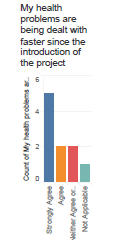 My health
problems are
being dealt with
faster since the
introduction of
the project
Count of My health problems ar..
6
4
2
0
Strongly Agree
Agree
Neither Agree or..
Not Applicable